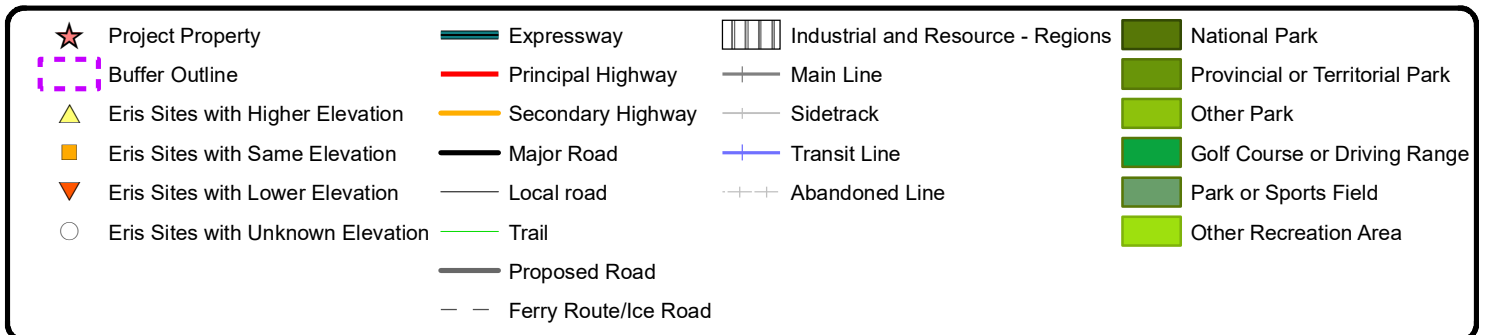 Project Property
Buffer Outline
Eris Sites with Higher Elevation
Eris Sites with Same Elevation
Eris Sites with Lower Elevation
Eris Sites with Unknown Elevation
Expressway
Principal Highway
Secondary Highway
Major Road
Local road
Trail
Proposed Road
Ferry Route/Ice Road
Industrial and Resource - Regions
Main Line
Sidetrack
Transit Line
Abandoned Line
National Park
Provincial or Territorial Park
Other Park
Golf Course or Driving Range
Park or Sports Field
Other Recreation Area